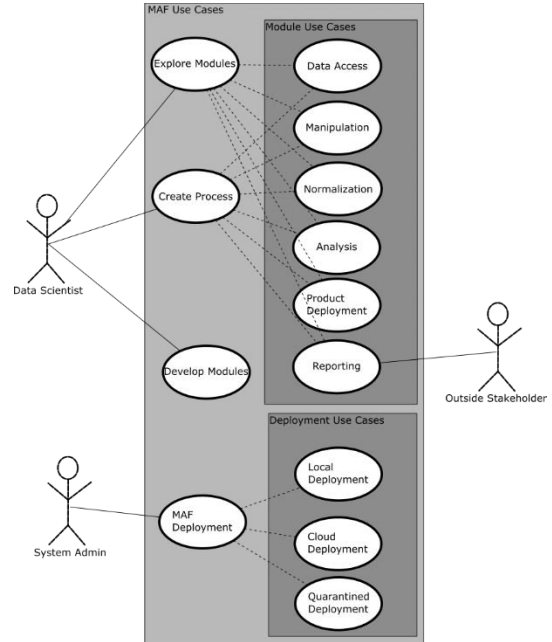 MAF Use Cases
Module Use Cases
Explore Modules
Data Access
Manipulation
Create Process
Normalization
Analysis
Data Scientist
Product
Deployment
Develop Modules
Reporting
Outside Stakeholder
Deployment Use Cases
Local
Deployment
MAF
Deployment
System Admin
Cloud
Deployment
Quarantined
Deployment